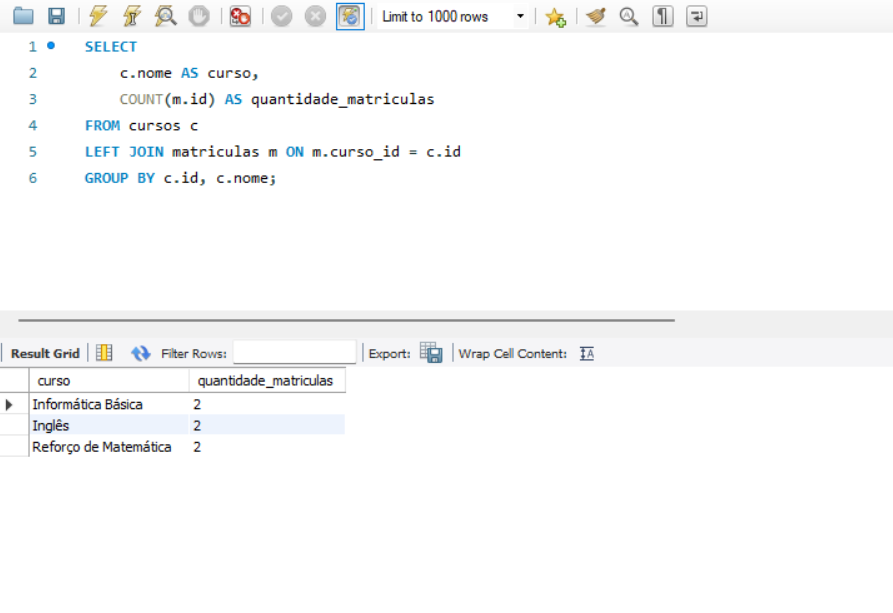 Limit to 1000 rows
1 SELECT
2 c.nome AS curso,
3 COUNT(m.id) AS quantidade_matriculas
4 FROM cursos c
5 LEFT JOIN matriculas m ON m.curso_id = c.id
6 GROUP BY c.id, c.nome;
Result Grid Filter Rows: Export: Wrap Cell Content:
curso quantidade_matriculas
Informática Básica 2
Inglês 2
Reforço de Matemática 2